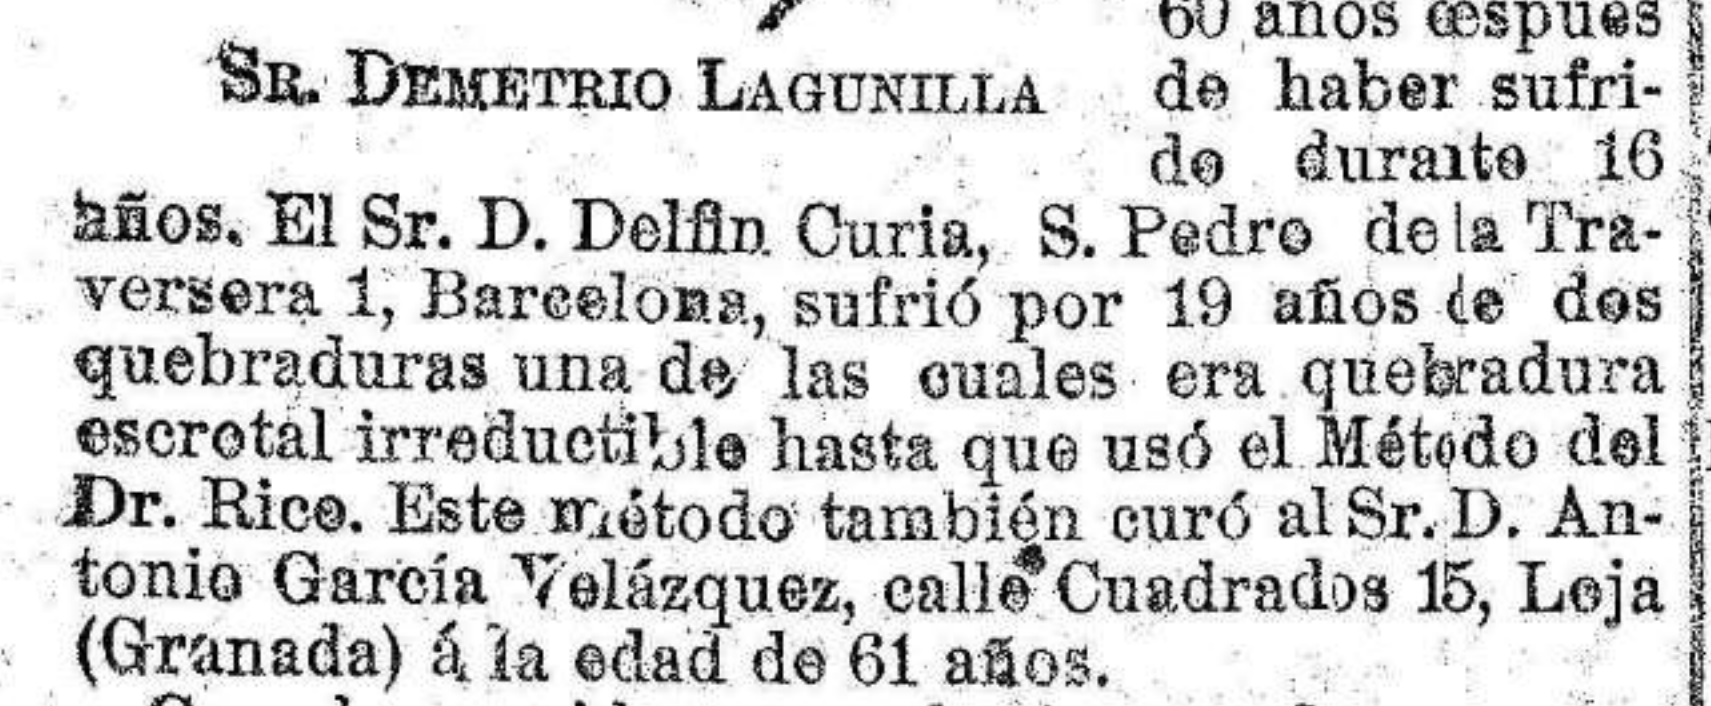 60 años después
SR. DEMETRIO LAGUNILLA
de haber sufri-
do durante 16
años. El Sr. D. Delfin Curia, S. Pedro de la Tra-
versera 1, Barcelona, sufrió por 19 años de dos
quebraduras una de las cuales era quebradura
escrotal irreductible hasta que usó el Método del
Dr. Rico. Este método también curó al Sr. D. An-
tonio García Velázquez, calle Cuadrados 15, Loja
(Granada) á la edad de 61 años.